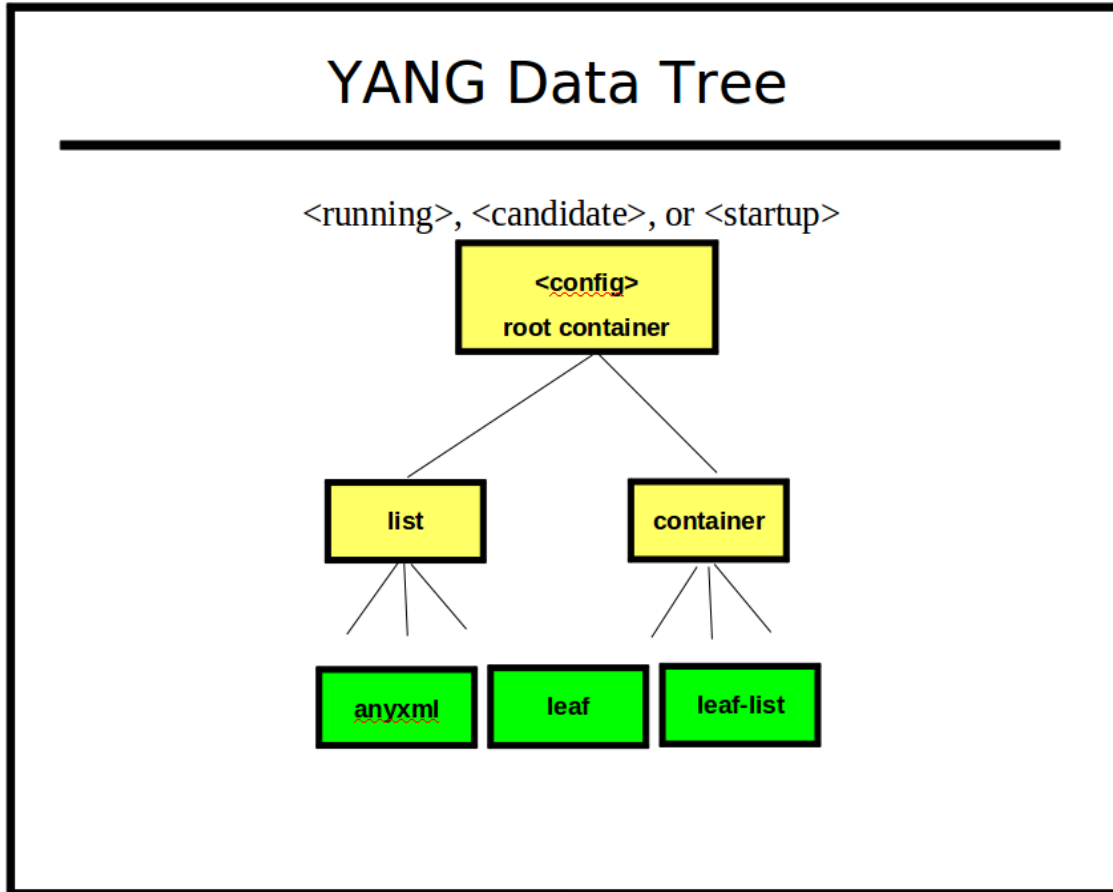 YANG Data Tree
<running>, <candidate>, or <startup>
<config>
root container
list
container
anyxml
leaf
leaf-list